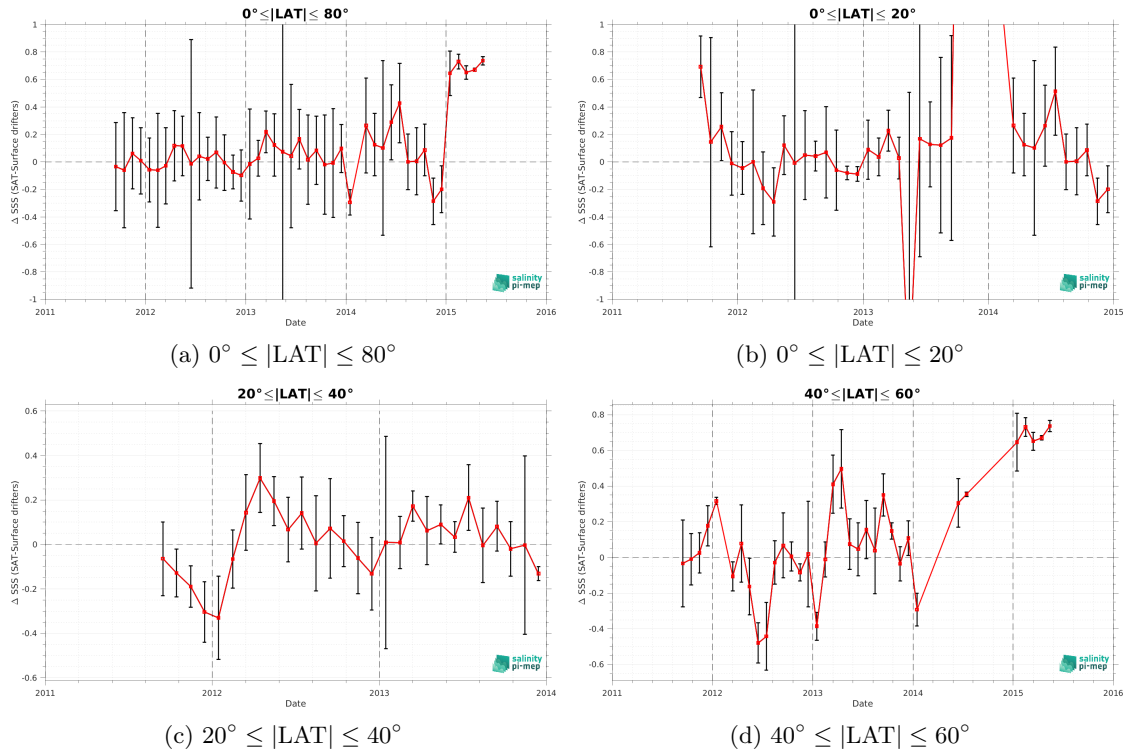 0°≤|LAT|≤ 80°
1
0.8
0.6
0.4
0.2
0
-0.2
-0.4
-0.6
-0.8
-1
Δ SSS (SAT-Surface drifters)
2011 2012 2013 2014 2015 2016
Date
salinity
pi-mep
(a) 0° ≤ |LAT| ≤ 80°
0°≤|LAT|≤ 20°
1
0.8
0.6
0.4
0.2
0
-0.2
-0.4
-0.6
-0.8
-1
Δ SSS (SAT-Surface drifters)
2011 2012 2013 2014 2015
Date
salinity
pi-mep
(b) 0° ≤ |LAT| ≤ 20°
20°≤|LAT|≤ 40°
0.6
0.4
0.2
0
-0.2
-0.4
-0.6
Δ SSS (SAT-Surface drifters)
2011 2012 2013 2014
Date
salinity
pi-mep
(c) 20° ≤ |LAT| ≤ 40°
40°≤|LAT|≤ 60°
0.8
0.6
0.4
0.2
0
-0.2
-0.4
-0.6
Δ SSS (SAT-Surface drifters)
2011 2012 2013 2014 2015 2016
Date
salinity
pi-mep
(d) 40° ≤ |LAT| ≤ 60°